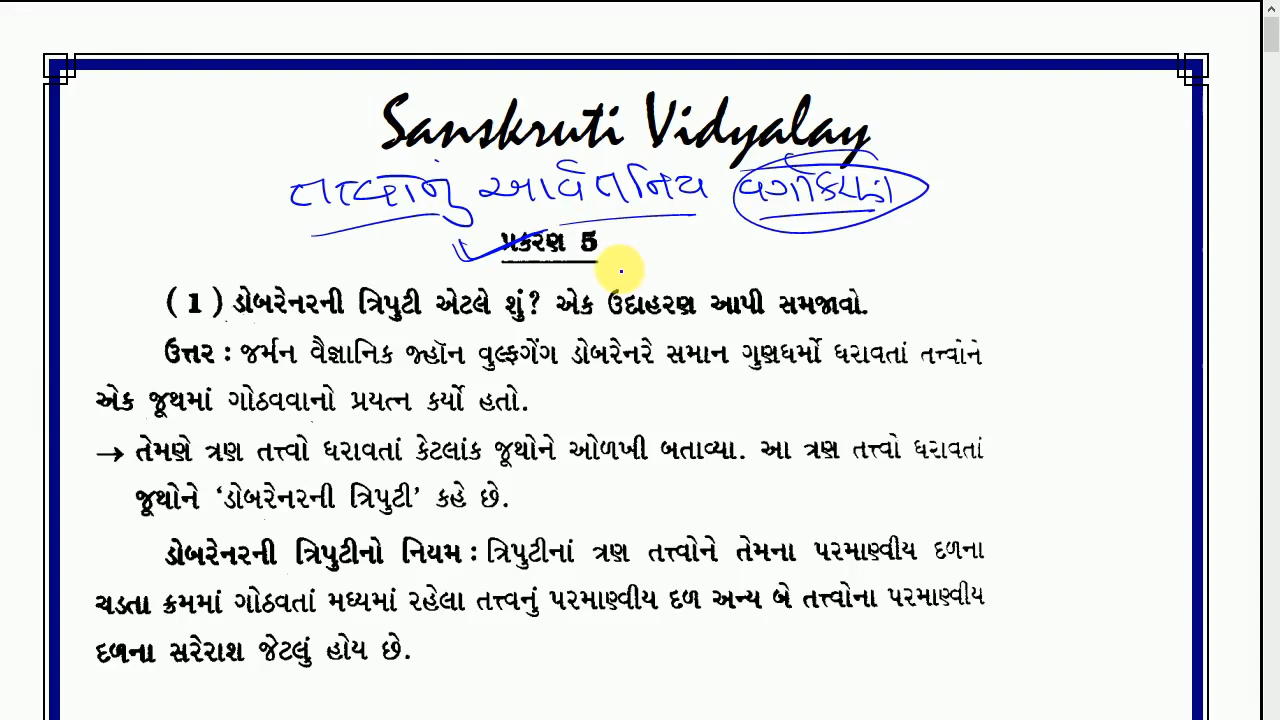 Sanskruti Vidyalay
તત્વોનું આર્વતનિય વર્ગીકરણ
પ્રકરણ 5
( 1 ) ડોબરેનરની ત્રિપુટી એટલે શું? એક ઉદાહરણ આપી સમજાવો.
ઉત્તર : જર્મન વૈજ્ઞાનિક જ્હૉન વુલ્ફગેંગ ડોબરેનરે સમાન ગુણધર્મો ધરાવતાં તત્ત્વોને
એક જૂથમાં ગોઠવવાનો પ્રયત્ન કર્યો હતો.
→ તેમણે ત્રણ તત્ત્વો ધરાવતાં કેટલાંક જૂથોને ઓળખી બતાવ્યા. આ ત્રણ તત્ત્વો ધરાવતાં
જૂથોને ‘ડોબરેનરની ત્રિપુટી’ કહે છે.
ડોબરેનરની ત્રિપુટીનો નિયમ : ત્રિપુટીનાં ત્રણ તત્ત્વોને તેમના પરમાણ્વીય દળના
ચડતા ક્રમમાં ગોઠવતાં મધ્યમાં રહેલા તત્ત્વનું પરમાણ્વીય દળ અન્ય બે તત્ત્વોના પરમાણ્વીય
દળના સરેરાશ જેટલું હોય છે.